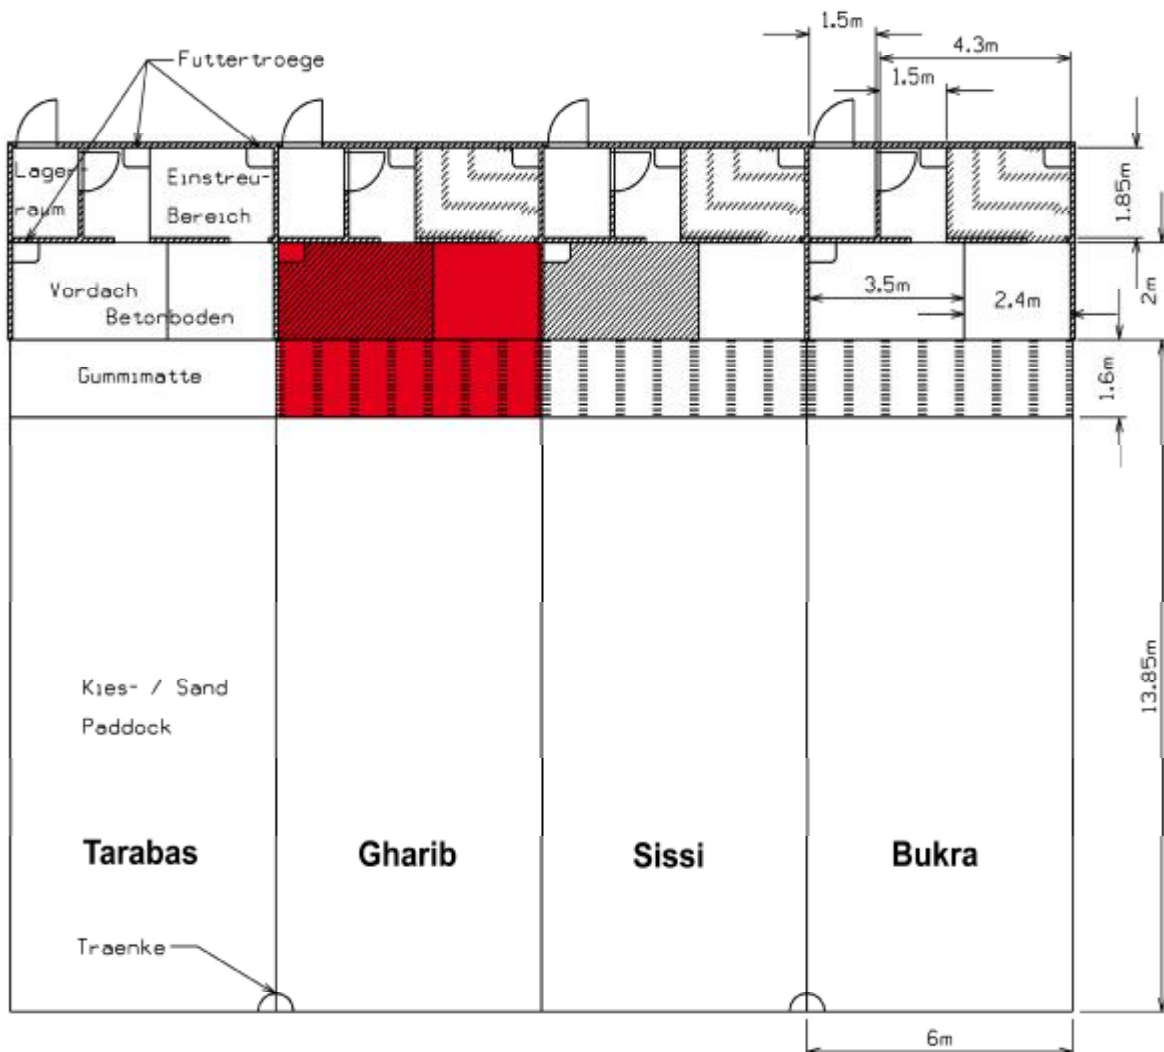 1.5m
4.3m
Futtertroege
1.5m
Lager-
raum
Einstreu-
Bereich
1.85m
Vordach
Betonboden
3.5m
2.4m
2m
Gummimatte
1.6m
Kies- / Sand
Paddock
13.85m
Tarabas
Gharib
Sissi
Bukra
Traenke
6m